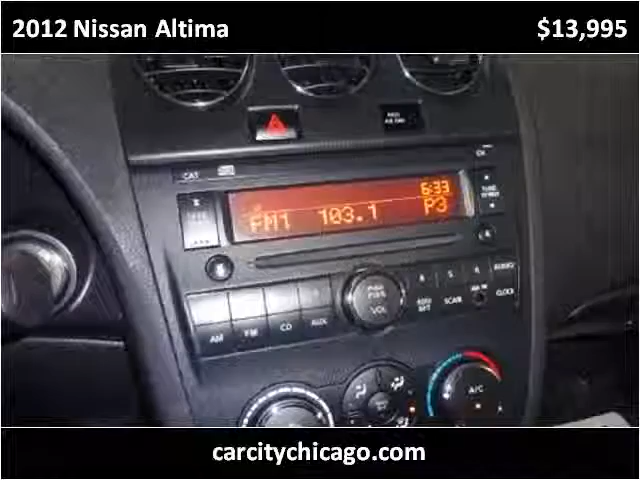 2012 Nissan Altima $13,995
CAT
6:33
FM1 103.1 P3
AM FM CD AUX
VOL
SCAN
AUDIO
CLOCK
A/C
carcitychicago.com